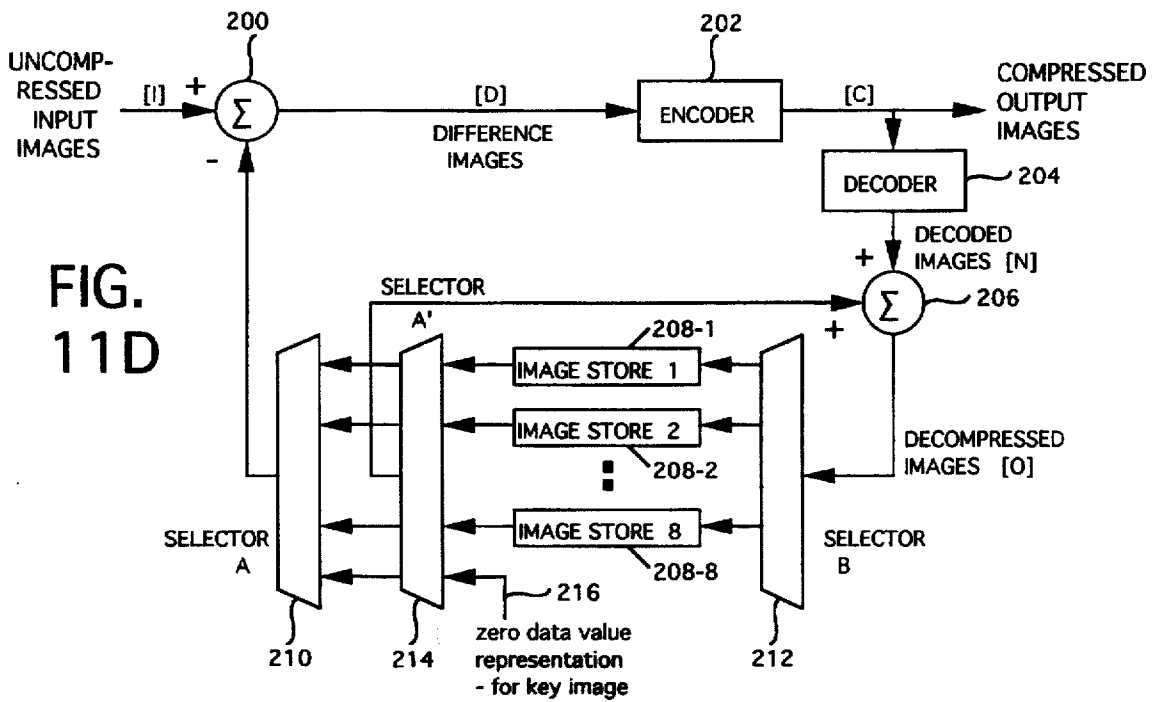 200
202
UNCOMP-
RESSED
INPUT
IMAGES
[I]
+
Σ
-
[D]
DIFFERENCE
IMAGES
ENCODER
[C]
COMPRESSED
OUTPUT
IMAGES
DECODER
204
DECODED
IMAGES [N]
+
Σ
206
+
FIG.
11D
SELECTOR
A'
208-1
IMAGE STORE 1
IMAGE STORE 2
208-2
DECOMPRESSED
IMAGES [O]
IMAGE STORE 8
208-8
SELECTOR
A
SELECTOR
B
216
zero data value
representation
- for key image
210
214
212